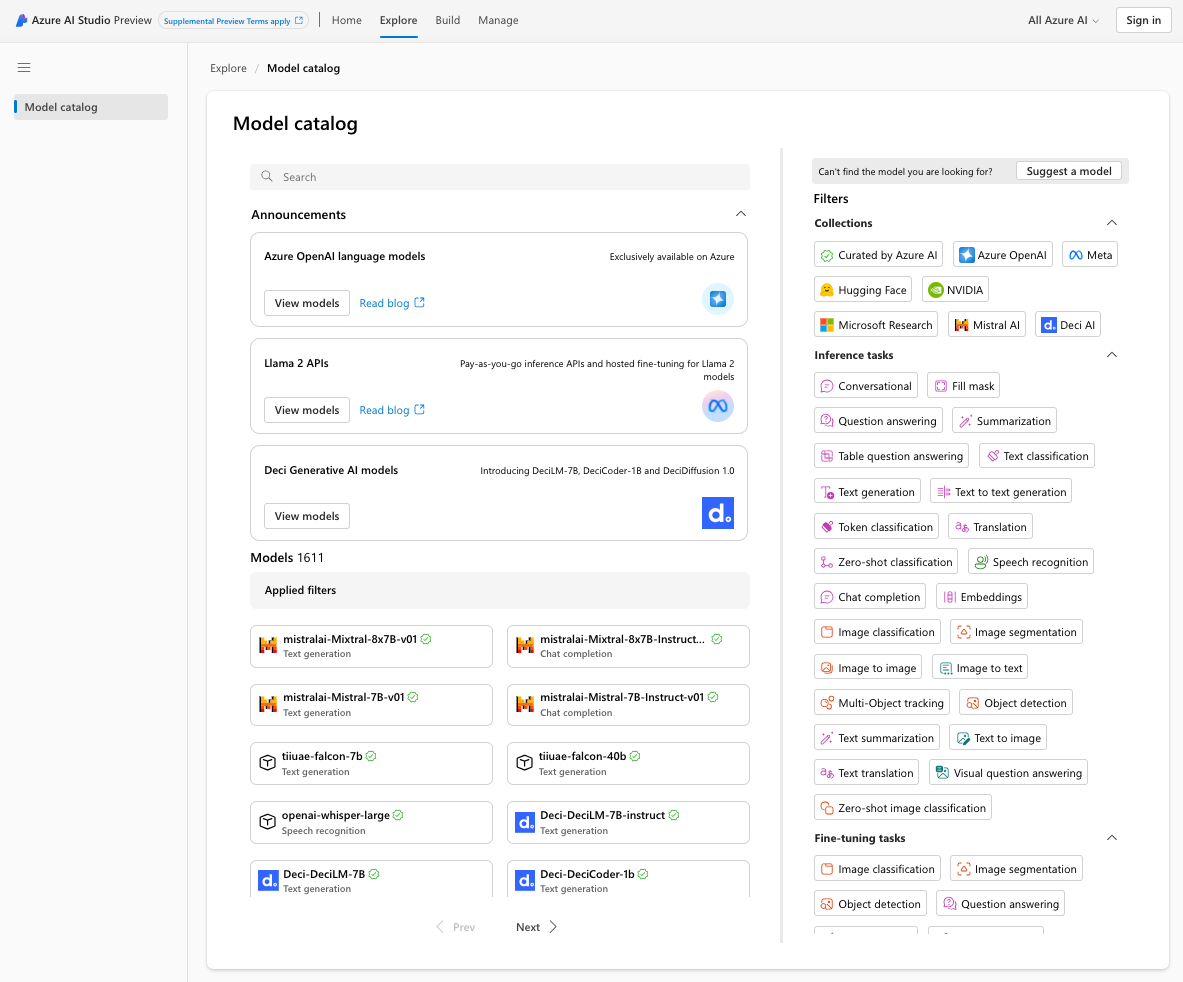 Azure AI Studio Preview
Supplemental Preview Terms apply
Home
Explore
Build
Manage
All Azure AI
Sign in
Model catalog
Explore / Model catalog
Model catalog
Search
Announcements
Azure OpenAI language models
Exclusively available on Azure
View models
Read blog
Llama 2 APIs
Pay-as-you-go inference APIs and hosted fine-tuning for Llama 2
models
View models
Read blog
Deci Generative AI models
Introducing DeciLM-7B, DeciCoder-1B and DeciDiffusion 1.0
View models
d.
Models 1611
Applied filters
mistralai-Mixtral-8x7B-v01
Text generation
mistralai-Mixtral-8x7B-Instruct...
Chat completion
mistralai-Mistral-7B-v01
Text generation
mistralai-Mistral-7B-Instruct-v01
Chat completion
tiiuae-falcon-7b
Text generation
tiiuae-falcon-40b
Text generation
openai-whisper-large
Speech recognition
d.
Deci-DeciLM-7B-instruct
Text generation
d.
Deci-DeciLM-7B
Text generation
d.
Deci-DeciCoder-1b
Text generation
Prev
Next
Can't find the model you are looking for?
Suggest a model
Filters
Collections
Curated by Azure AI
Azure OpenAI
Meta
Hugging Face
NVIDIA
Microsoft Research
Mistral AI
d.
Deci AI
Inference tasks
Conversational
Fill mask
Question answering
Summarization
Table question answering
Text classification
Text generation
Text to text generation
Token classification
Translation
Zero-shot classification
Speech recognition
Chat completion
Embeddings
Image classification
Image segmentation
Image to image
Image to text
Multi-Object tracking
Object detection
Text summarization
Text to image
Text translation
Visual question answering
Zero-shot image classification
Fine-tuning tasks
Image classification
Image segmentation
Object detection
Question answering